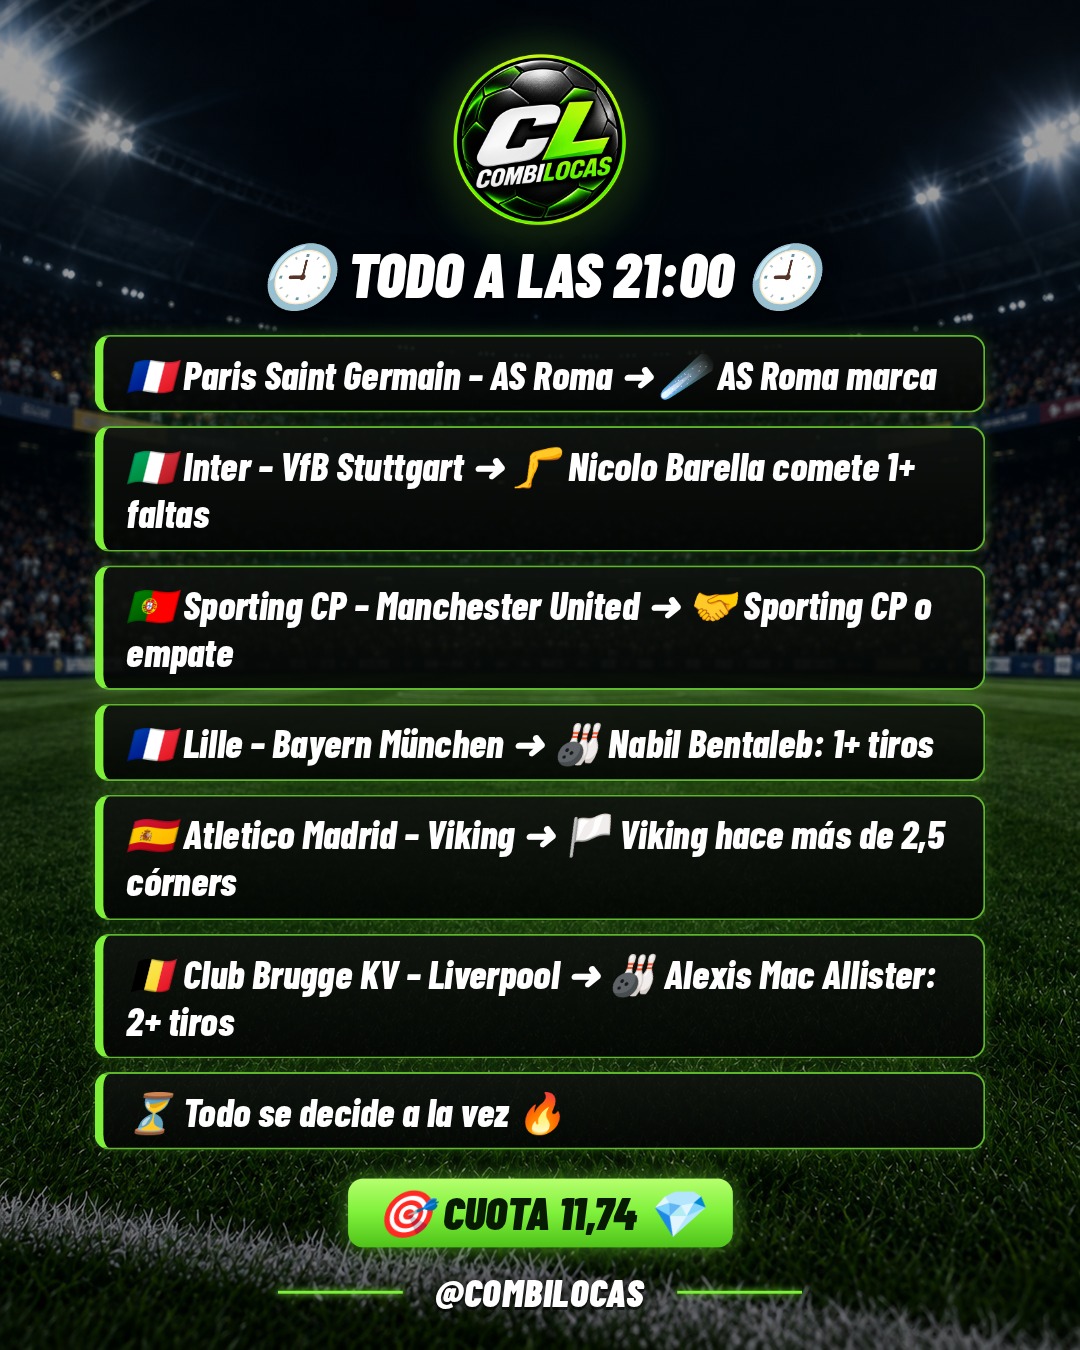 CL
COMBILOCAS
TODO A LAS 21:00
Paris Saint Germain - AS Roma → AS Roma marca
Inter - VfB Stuttgart → Nicolo Barella comete 1+
faltas
Sporting CP - Manchester United → Sporting CP o
empate
Lille - Bayern München → Nabil Bentaleb: 1+ tiros
Atletico Madrid - Viking → Viking hace más de 2,5
córners
Club Brugge KV - Liverpool → Alexis Mac Allister:
2+ tiros
Todo se decide a la vez
CUOTA 11,74
@COMBILOCAS